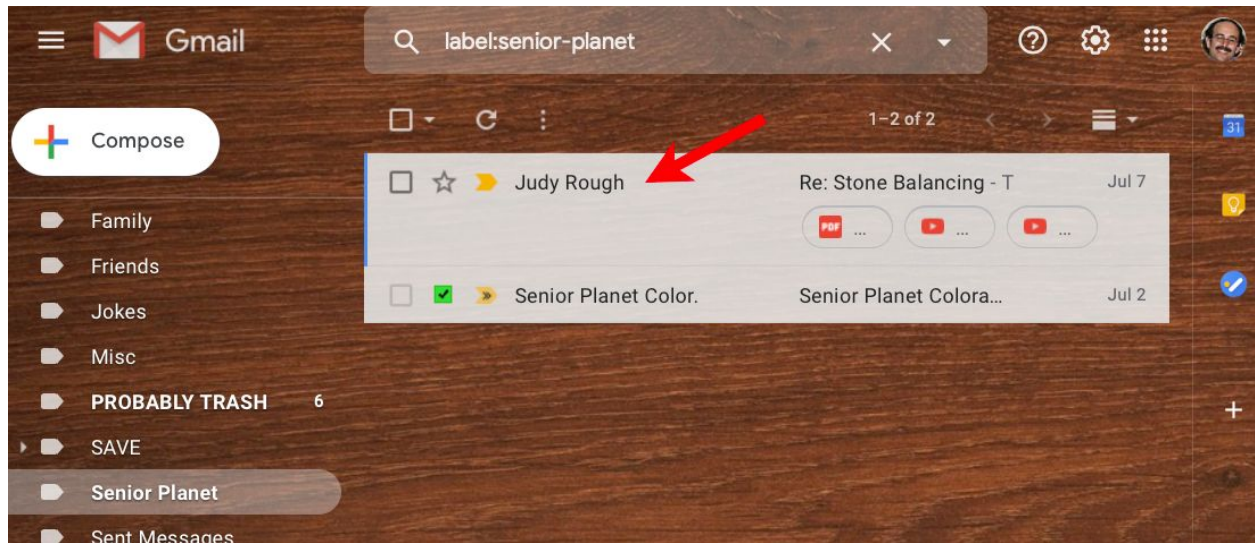 Gmail
label:senior-planet
Compose
1–2 of 2
31
Judy Rough Re: Stone Balancing - T Jul 7
PDF ... ... ...
Senior Planet Color. Senior Planet Colora... Jul 2
Family
Friends
Jokes
Misc
PROBABLY TRASH 6
SAVE
Senior Planet
Sent Messages